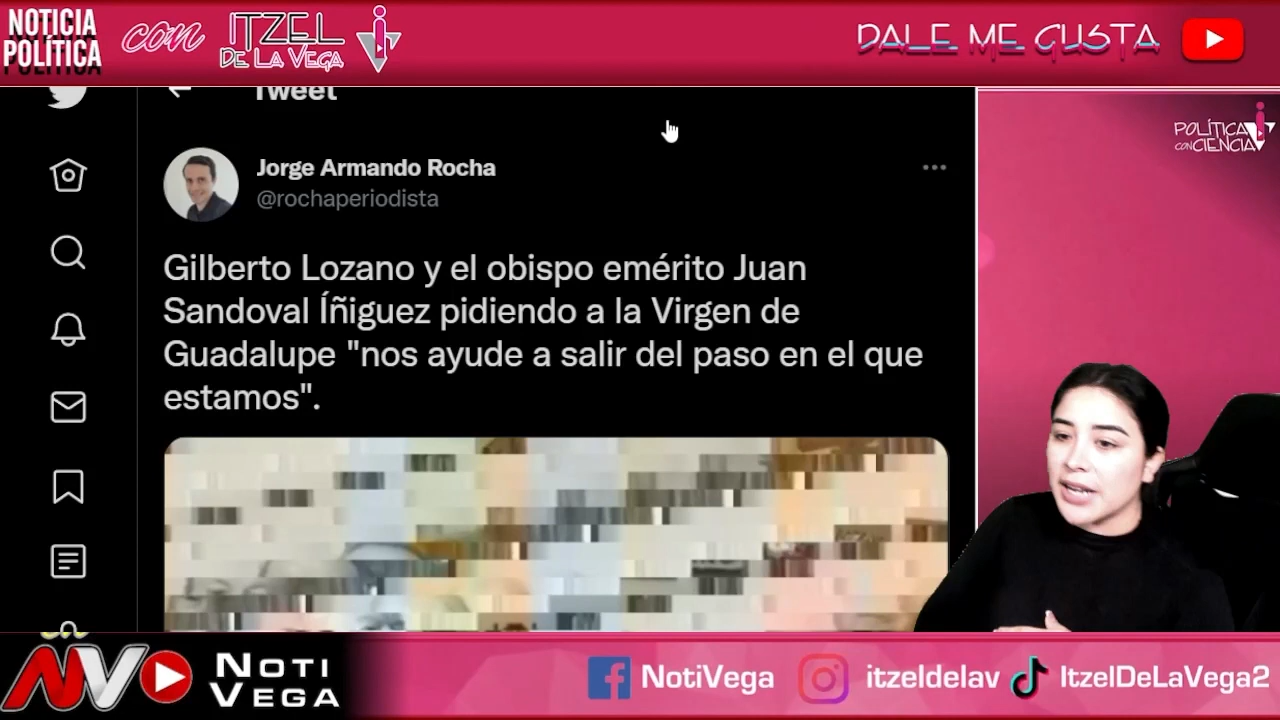 NOTICIA
POLÍTICA
con
ITZEL
DE LA VEGA
DALE ME GUSTA
Tweet
POLÍTICA
CON CIENCIA
Jorge Armando Rocha
@rochaperiodista
Gilberto Lozano y el obispo emérito Juan
Sandoval Íñiguez pidiendo a la Virgen de
Guadalupe "nos ayude a salir del paso en el que
estamos".
NV
NOTI
VEGA
NotiVega
itzeldelav
ItzelDeLaVega2